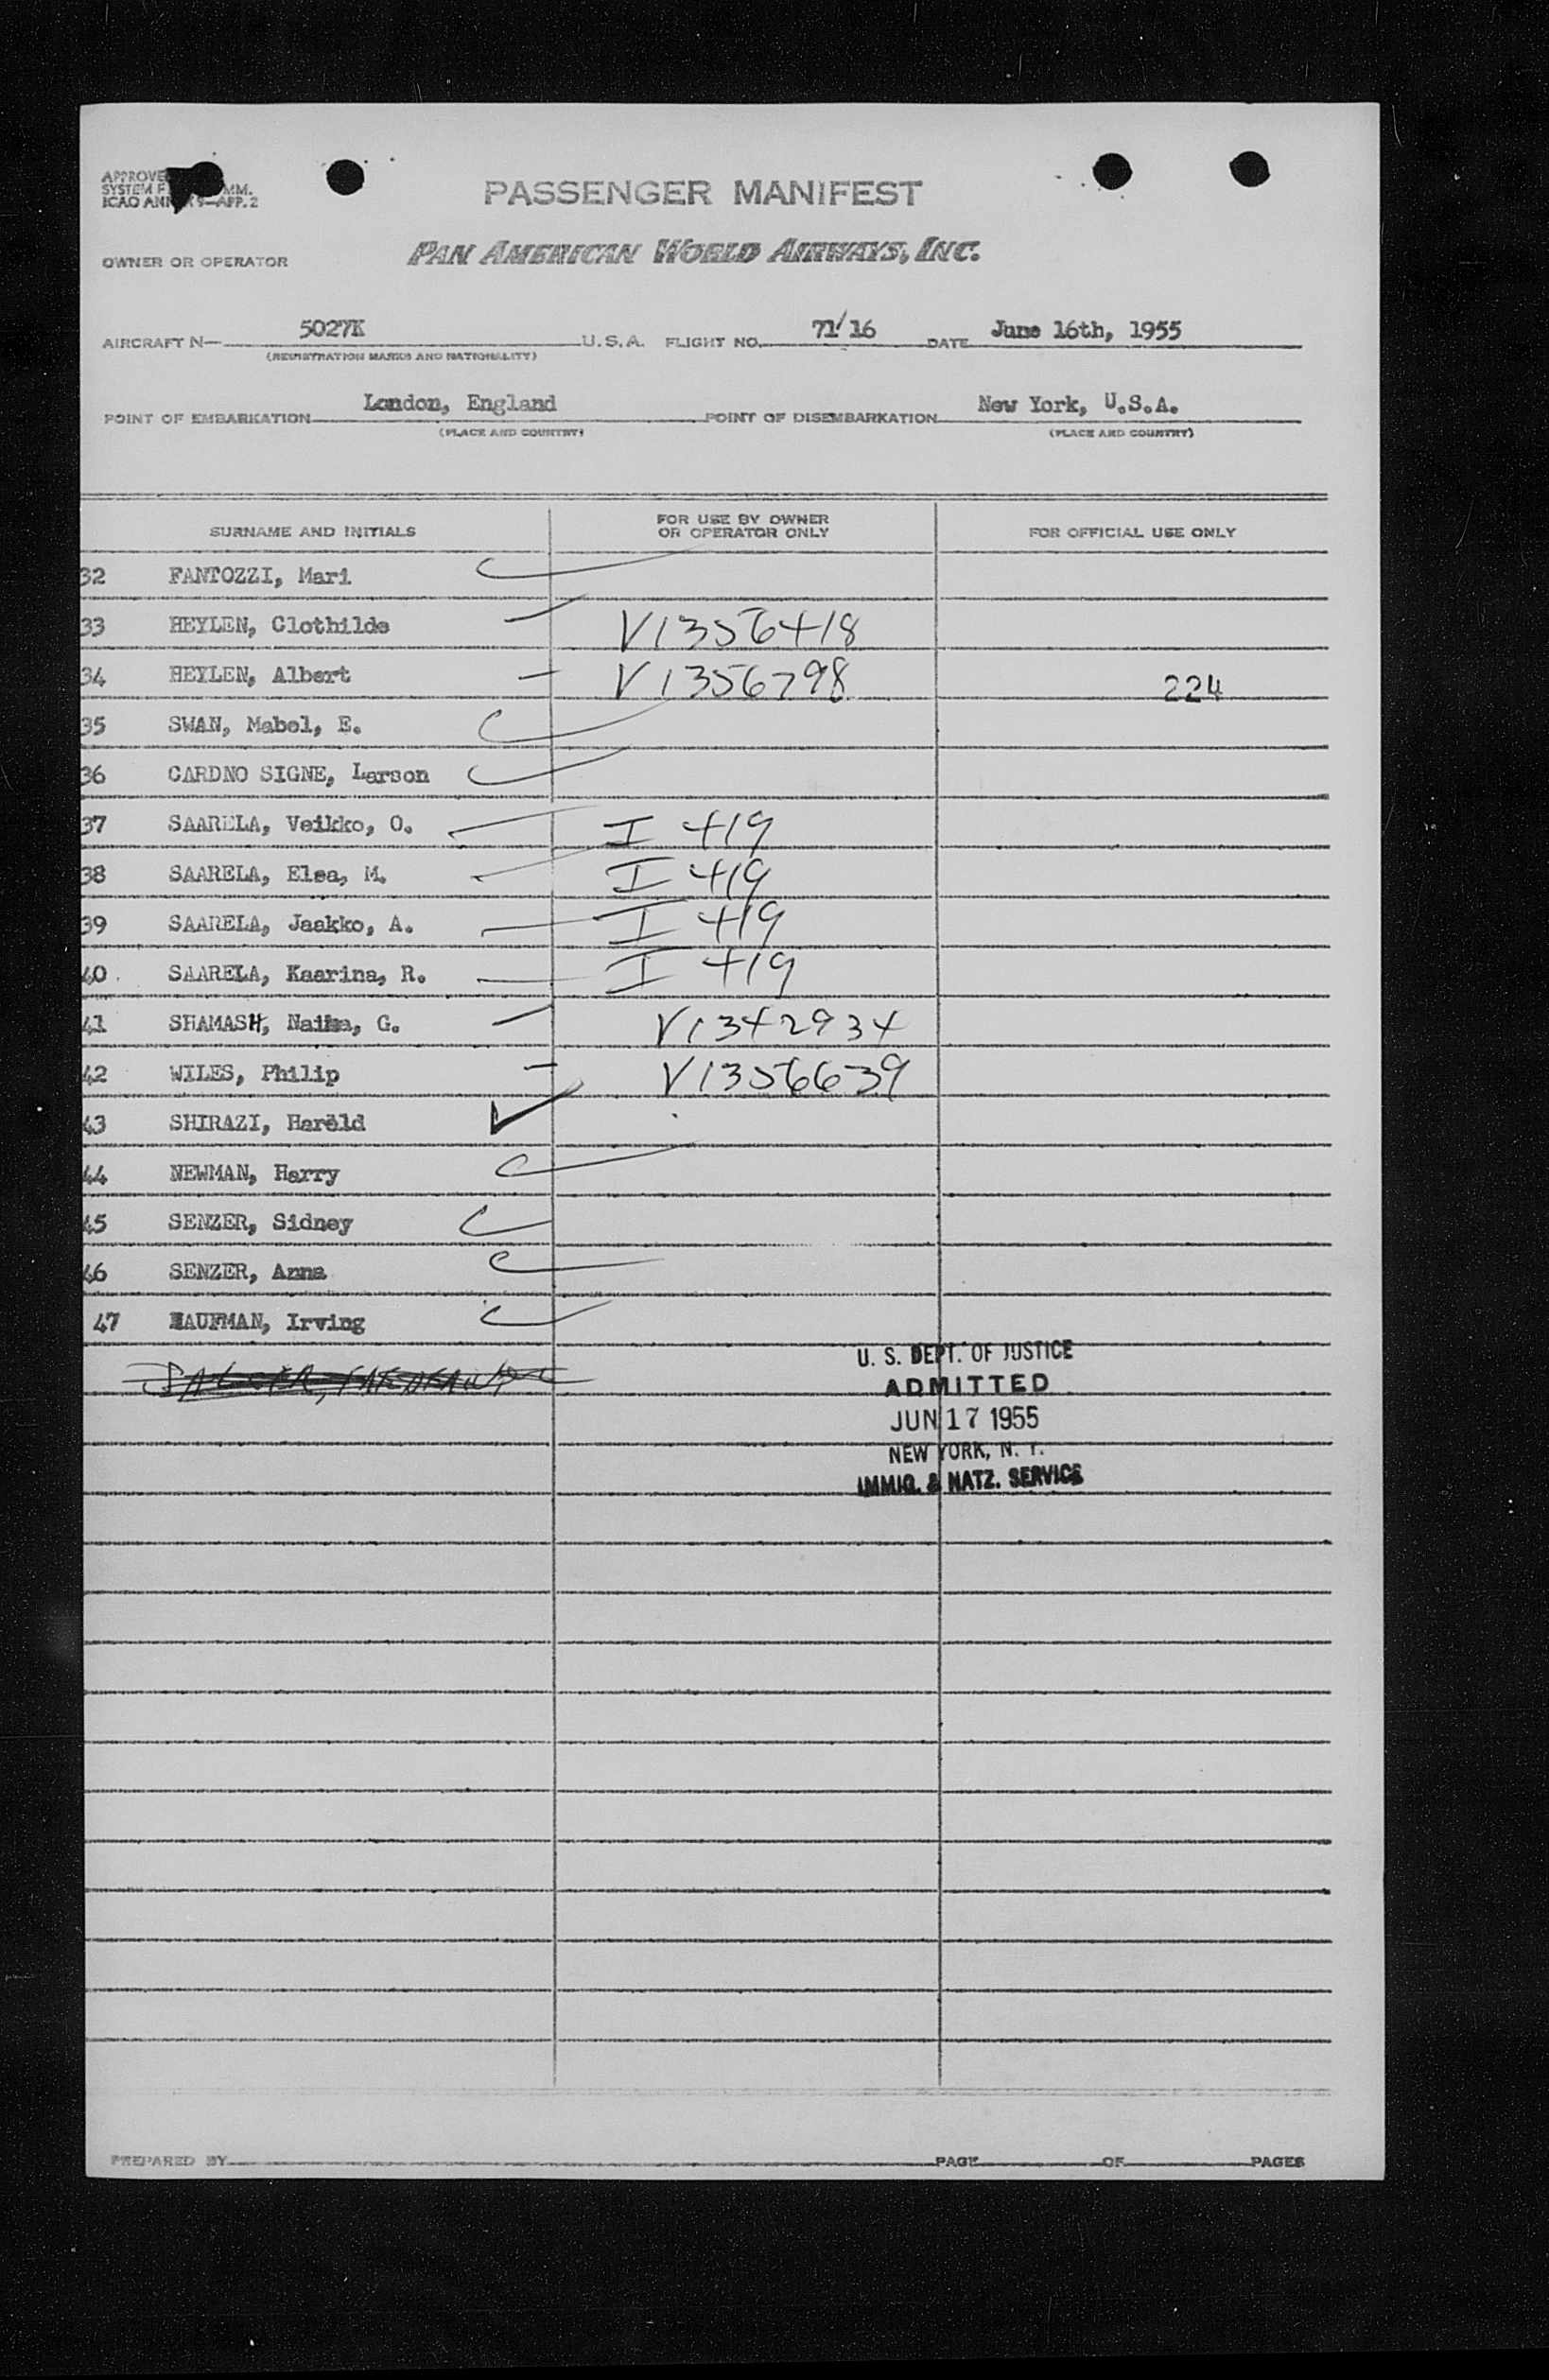 PASSENGER MANIFEST
OWNER OR OPERATOR PAN AMERICAN WORLD AIRWAYS, INC.
AIRCRAFT N— 5027K U.S.A. FLIGHT NO. 71/16 DATE June 16th, 1955
(REGISTRATION MARKS AND NATIONALITY)
POINT OF EMBARKATION London, England POINT OF DISEMBARKATION New York, U.S.A.
(PLACE AND COUNTRY) (PLACE AND COUNTRY)
SURNAME AND INITIALS FOR USE BY OWNER OR OPERATOR ONLY FOR OFFICIAL USE ONLY
32 FANTOZZI, Mari
33 HEYLEN, Clothilde V1356418
34 HEYLEN, Albert V1356798 224
35 SWAN, Mabel, E.
36 CARDNO SIGNE, Larson
37 SAARELA, Veikko, O. I 419
38 SAARELA, Elsa, M. I 419
39 SAARELA, Jaakko, A. I 419
40 SAARELA, Kaarina, R. I 419
41 SHAMASH, G. V1342934
42 WILES, Philip V1356639
43 SHIRAZI, Harold
44 NEWMAN, Harry
45 SENZER, Sidney
46 SENZER, Anna
47 KAUFMAN, Irving
U. S. DEPT. OF JUSTICE
ADMITTED
JUN 17 1955
NEW YORK, N. Y.
IMMIG. & NATZ. SERVICE
PREPARED BY PAGE OF PAGES